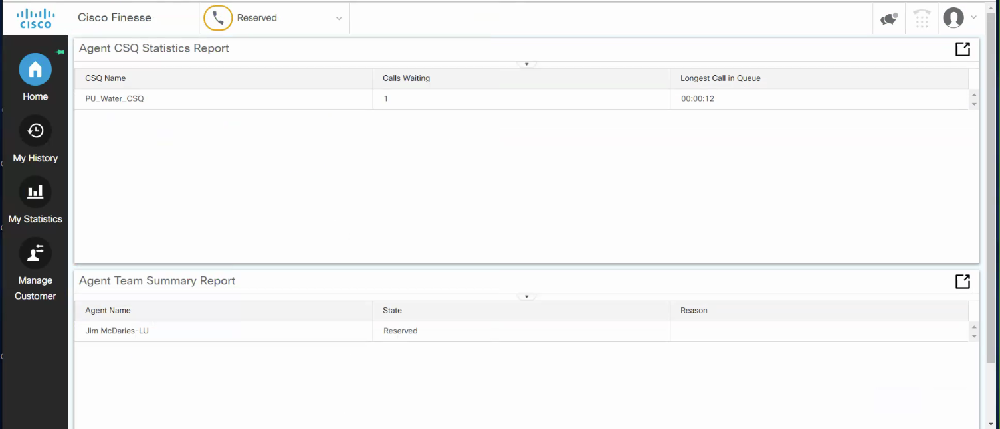 cisco
Cisco Finesse
Reserved
Home
My History
My Statistics
Manage
Customer
Agent CSQ Statistics Report
CSQ Name Calls Waiting Longest Call in Queue
PU_Water_CSQ 1 00:00:12
Agent Team Summary Report
Agent Name State Reason
Jim McDaries-LU Reserved